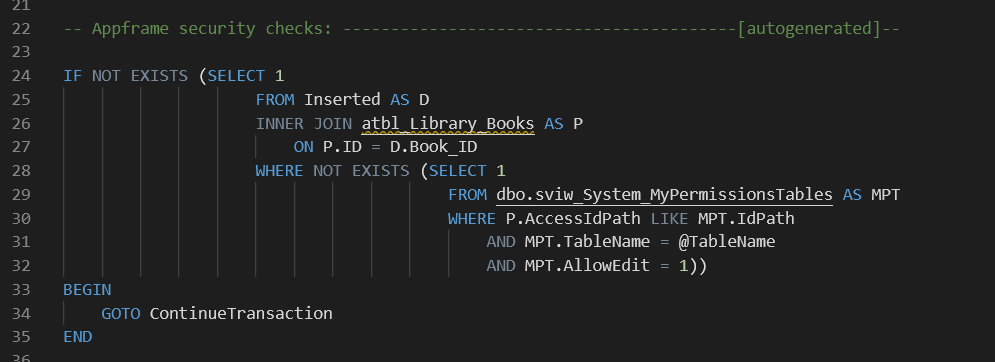 21
22 -- Appframe security checks: -----------------------------------------[autogenerated]--
23
24 IF NOT EXISTS (SELECT 1
25 FROM Inserted AS D
26 INNER JOIN atbl_Library_Books AS P
27 ON P.ID = D.Book_ID
28 WHERE NOT EXISTS (SELECT 1
29 FROM dbo.sviw_System_MyPermissionsTables AS MPT
30 WHERE P.AccessIdPath LIKE MPT.IdPath
31 AND MPT.TableName = @TableName
32 AND MPT.AllowEdit = 1))
33 BEGIN
34 GOTO ContinueTransaction
35 END
36